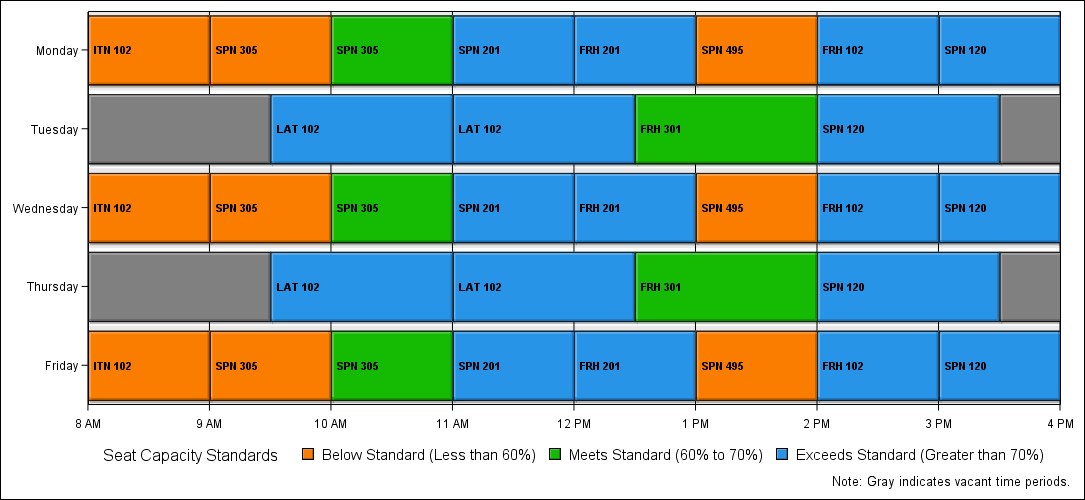 Monday ITN 102 SPN 305 SPN 305 SPN 201 FRH 201 SPN 495 FRH 102 SPN 120
Tuesday LAT 102 LAT 102 FRH 301 SPN 120
Wednesday ITN 102 SPN 305 SPN 305 SPN 201 FRH 201 SPN 495 FRH 102 SPN 120
Thursday LAT 102 LAT 102 FRH 301 SPN 120
Friday ITN 102 SPN 305 SPN 305 SPN 201 FRH 201 SPN 495 FRH 102 SPN 120
8 AM 9 AM 10 AM 11 AM 12 PM 1 PM 2 PM 3 PM 4 PM
Seat Capacity Standards Below Standard (Less than 60%) Meets Standard (60% to 70%) Exceeds Standard (Greater than 70%)
Note: Gray indicates vacant time periods.